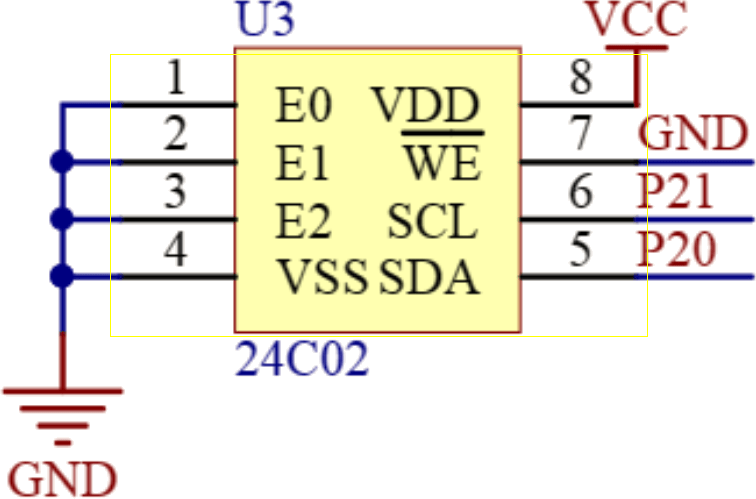 U3 VCC
1 E0 VDD 8
2 E1 WE 7 GND
3 E2 SCL 6 P21
4 VSS SDA 5 P20
24C02
GND